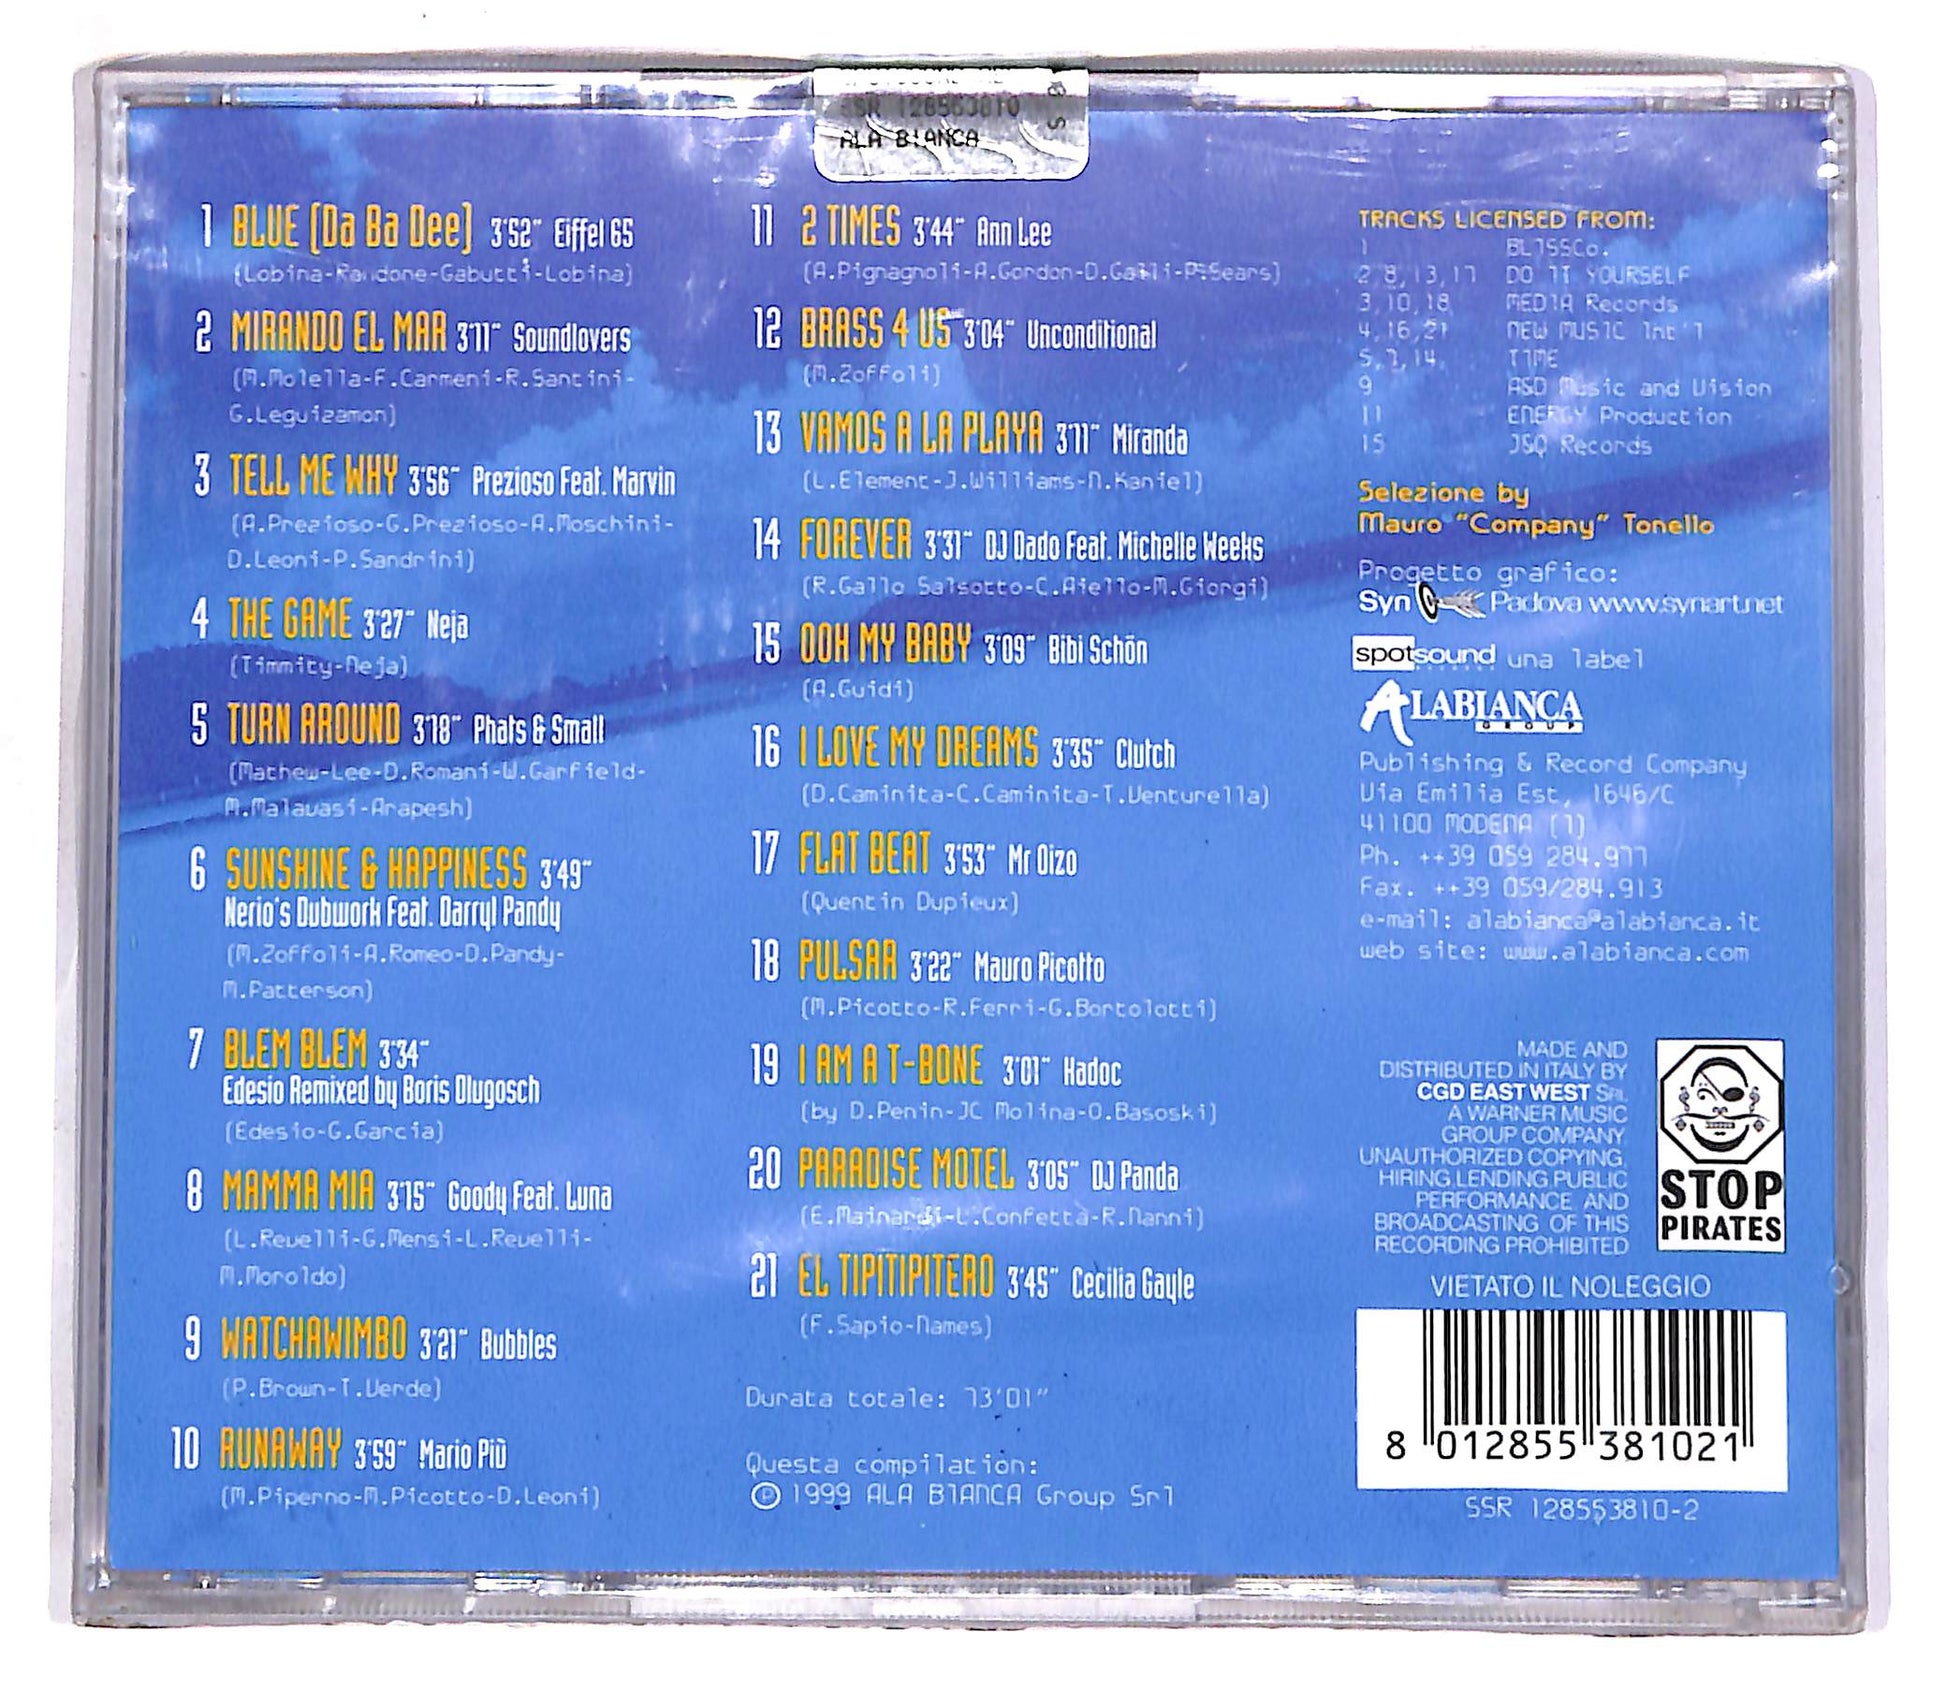 SSR 128553810
ALA BIANCA
1 BLUE (Da Ba Dee) 3'52" Eiffel 65
(Lobina-Randone-Gabutti-Lobina)
2 MIRANDO EL MAR 3'11" Soundlovers
(M.Molella-F.Carmeni-R.Santini-
G.Leguizamon)
3 TELL ME WHY 3'56" Prezioso Feat. Marvin
(A.Prezioso-G.Prezioso-A.Moschini-
D.Leoni-P.Sandrini)
4 THE GAME 3'27" Neja
(Timmity-Neja)
5 TURN AROUND 3'18" Phats & Small
(Mathew-Lee-D.Romani-W.Garfield-
M.Malavasi-Arapesh)
6 SUNSHINE & HAPPINESS 3'49"
Nerio's Dubwork Feat. Darryl Pandy
(M.Zoffoli-A.Romeo-D.Pandy-
M.Patterson)
7 BLEM BLEM 3'34"
Edesio Remixed by Boris Dlugosch
(Edesio-G.Garcia)
8 MAMMA MIA 3'15" Goody Feat. Luna
(L.Revelli-G.Mensi-L.Revelli-
M.Moroldo)
9 WATCHAWIMBO 3'21" Bubbles
(P.Brown-T.Verde)
10 RUNAWAY 3'59" Mario Più
(M.Piperno-M.Picotto-D.Leoni)
11 2 TIMES 3'44" Ann Lee
(A.Pignagnoli-A.Gordon-D.Galli-P.Sears)
12 BRASS 4 US 3'04" Unconditional
(M.Zoffoli)
13 VAMOS A LA PLAYA 3'11" Miranda
(L.Element-J.Williams-N.Kaniel)
14 FOREVER 3'31" DJ Dado Feat. Michelle Weeks
(R.Gallo Salsotto-C.Aiello-M.Giorgi)
15 OOH MY BABY 3'09" Bibi Schön
(A.Guidi)
16 I LOVE MY DREAMS 3'35" Clutch
(D.Caminita-C.Caminita-T.Venturella)
17 FLAT BEAT 3'53" Mr Oizo
(Quentin Dupieux)
18 PULSAR 3'22" Mauro Picotto
(M.Picotto-R.Ferri-G.Bortolotti)
19 I AM A T-BONE 3'01" Hadoc
(by D.Penin-JC Molina-O.Basoski)
20 PARADISE MOTEL 3'05" DJ Panda
(E.Mainardi-L.Confetta-R.Nanni)
21 EL TIPITIPITERO 3'45" Cecilia Gayle
(F.Sapio-Names)
Durata totale: 73'01"
Questa compilation:
Ⓟ 1999 ALA BIANCA Group Srl
TRACKS LICENSED FROM:
1 BLISSCo.
2,8,13,17 DO IT YOURSELF
3,10,18 MEDIA Records
4,16,21 NEW MUSIC Int'l
5,7,14. TIME
9 A&D Music and Vision
11 ENERGY Production
15 J&Q Records
Selezione by
Mauro "Company" Tonello
Progetto grafico:
Syn Padova www.synart.net
spotsound una label
ALABIANCA
GROUP
Publishing & Record Company
Via Emilia Est, 1646/C
41100 MODENA (I)
Ph. ++39 059 284.977
Fax. ++39 059/284.913
e-mail: alabianca@alabianca.it
web site: www.alabianca.com
MADE AND
DISTRIBUTED IN ITALY BY
CGD EAST WEST SRL
A WARNER MUSIC
GROUP COMPANY.
UNAUTHORIZED COPYING,
HIRING, LENDING PUBLIC
PERFORMANCE AND
BROADCASTING OF THIS
RECORDING PROHIBITED
STOP
PIRATES
VIETATO IL NOLEGGIO
8 012855 381021
SSR 128553810-2